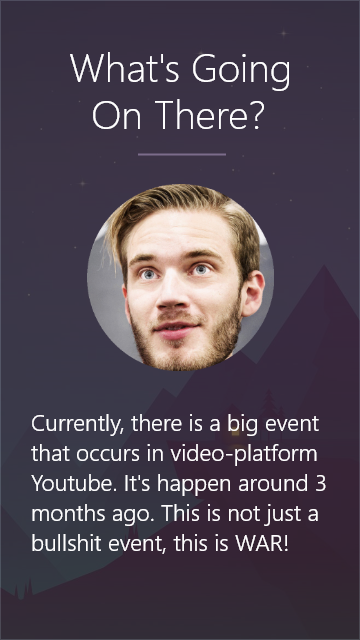 What's Going
On There?
Currently, there is a big event
that occurs in video-platform
Youtube. It's happen around 3
months ago. This is not just a
bullshit event, this is WAR!